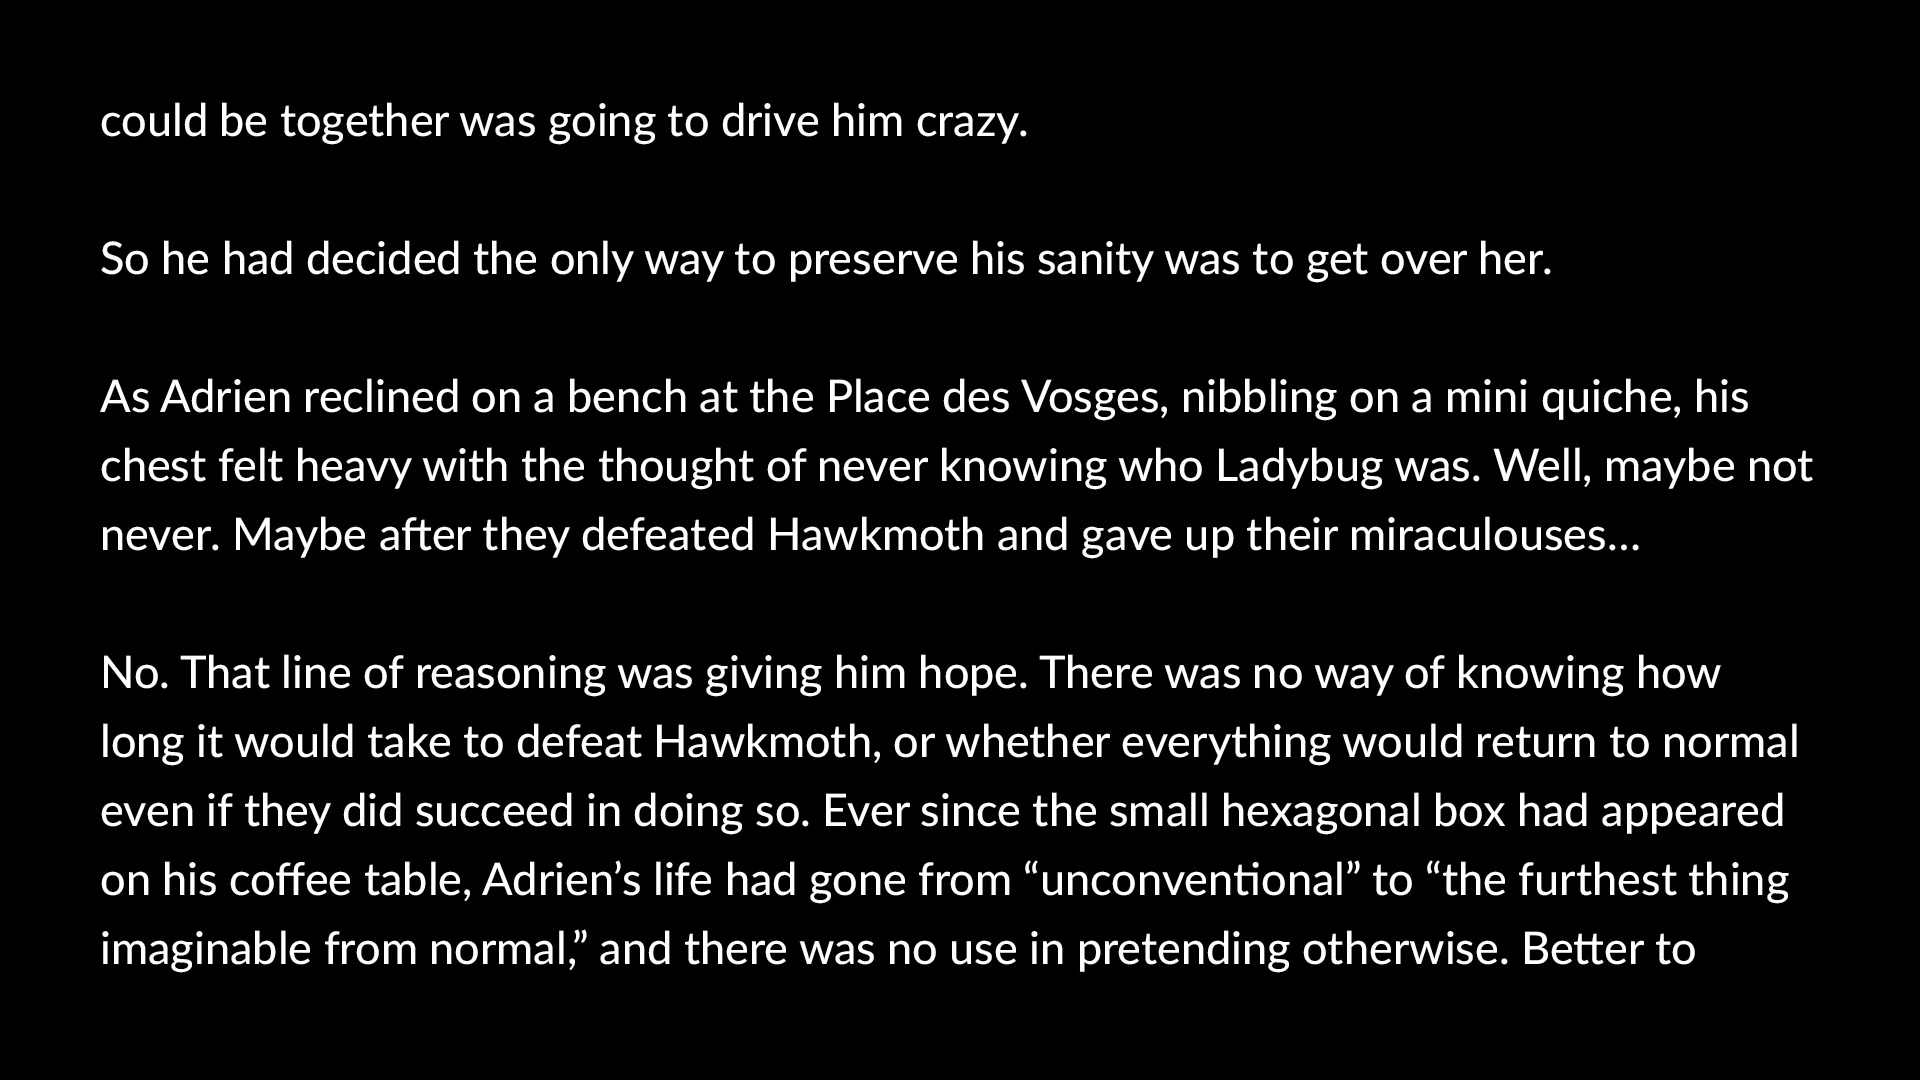 could be together was going to drive him crazy.
So he had decided the only way to preserve his sanity was to get over her.
As Adrien reclined on a bench at the Place des Vosges, nibbling on a mini quiche, his
chest felt heavy with the thought of never knowing who Ladybug was. Well, maybe not
never. Maybe after they defeated Hawkmoth and gave up their miraculouses…
No. That line of reasoning was giving him hope. There was no way of knowing how
long it would take to defeat Hawkmoth, or whether everything would return to normal
even if they did succeed in doing so. Ever since the small hexagonal box had appeared
on his coffee table, Adrien’s life had gone from “unconventional” to “the furthest thing
imaginable from normal,” and there was no use in pretending otherwise. Better to